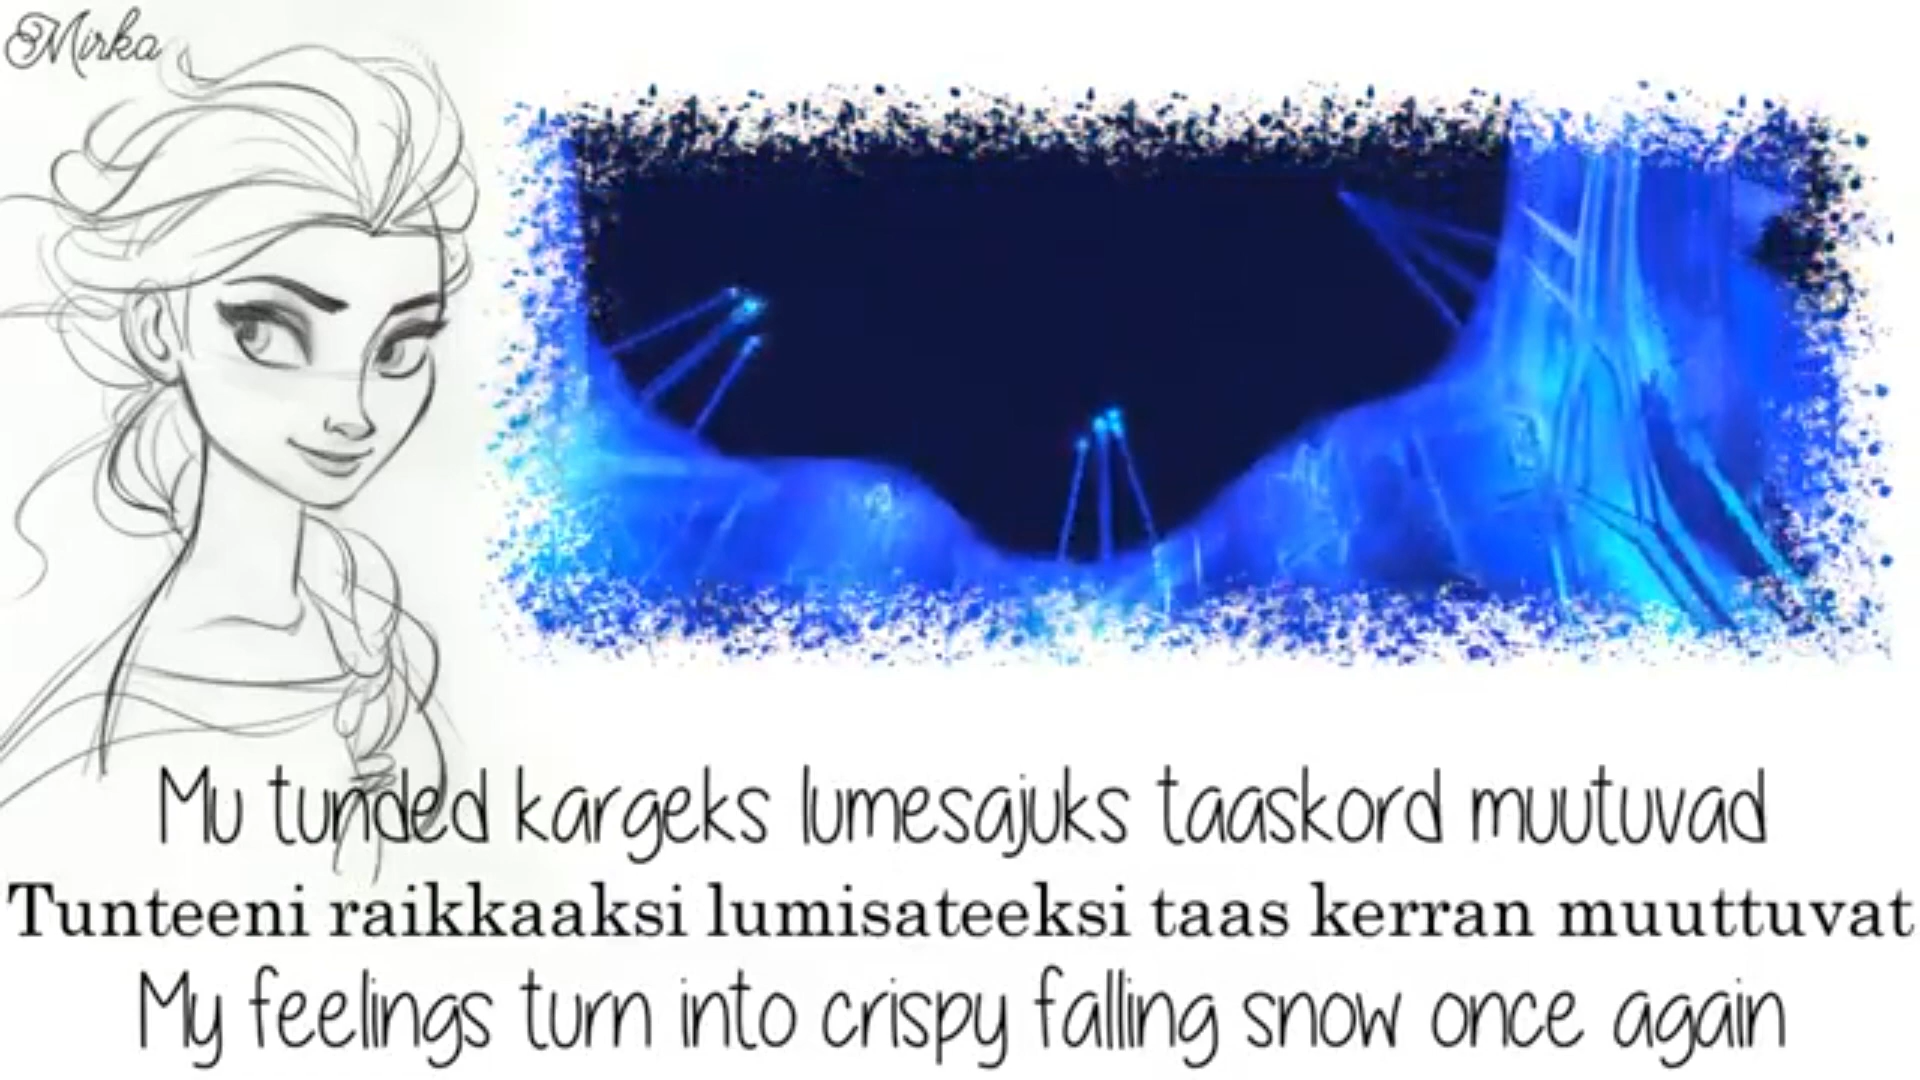 Mirka
Mu tunded kargeks lumesajuks taaskord muutuvad
Tunteeni raikkaaksi lumisateeksi taas kerran muuttuvat
My feelings turn into crispy falling snow once again